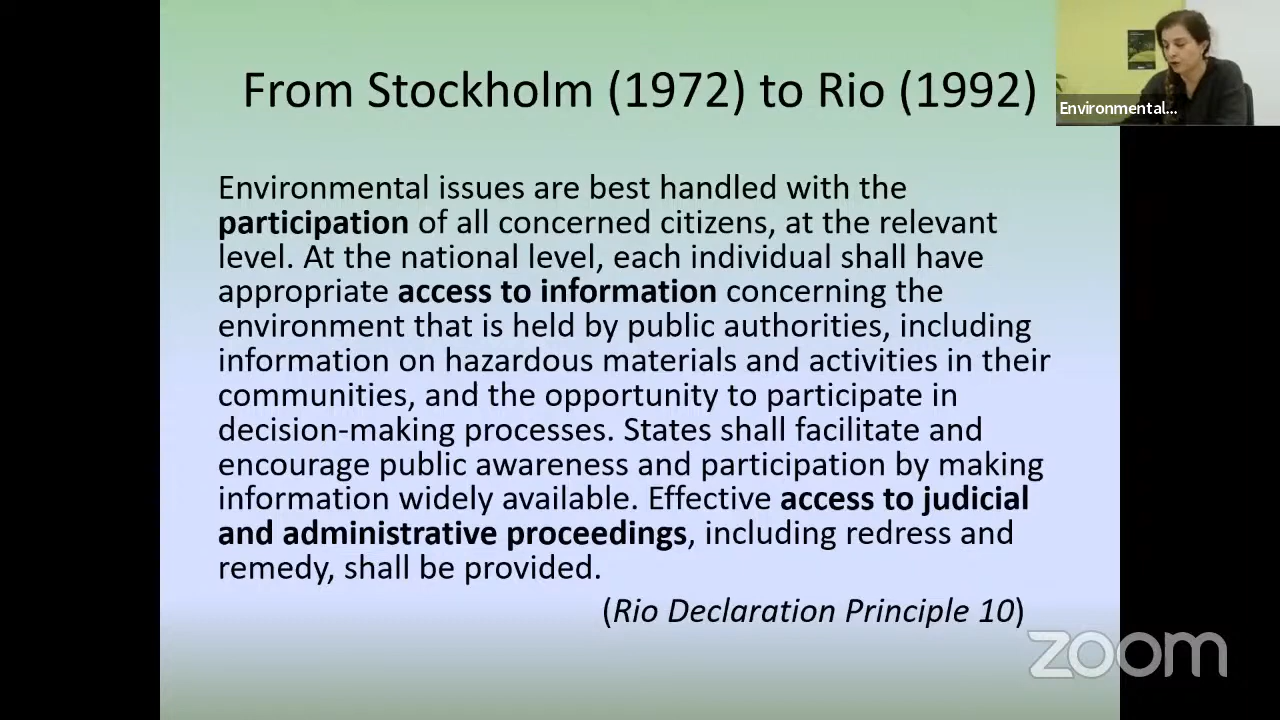 From Stockholm (1972) to Rio (1992)
Environmental...
Environmental issues are best handled with the
participation of all concerned citizens, at the relevant
level. At the national level, each individual shall have
appropriate access to information concerning the
environment that is held by public authorities, including
information on hazardous materials and activities in their
communities, and the opportunity to participate in
decision-making processes. States shall facilitate and
encourage public awareness and participation by making
information widely available. Effective access to judicial
and administrative proceedings, including redress and
remedy, shall be provided.
(Rio Declaration Principle 10)
zoom